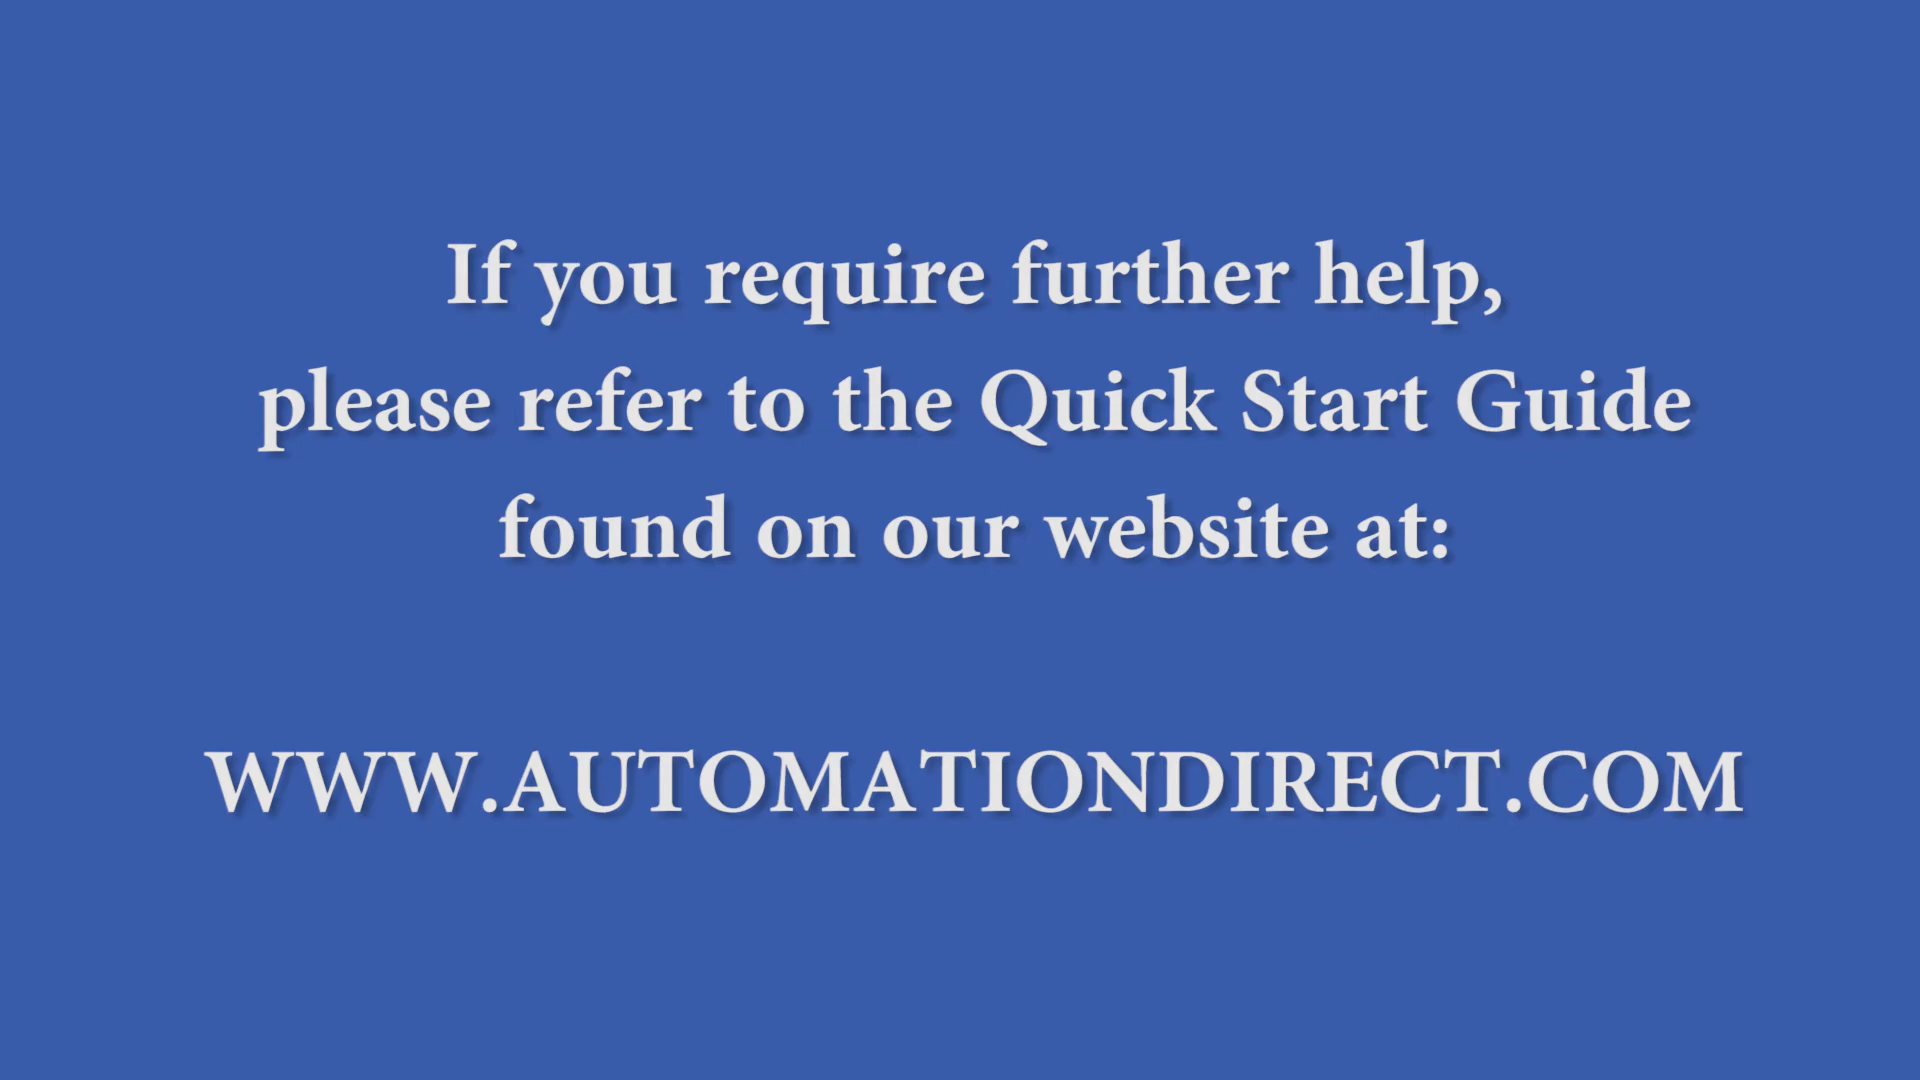 If you require further help,
please refer to the Quick Start Guide
found on our website at:
WWW.AUTOMATIONDIRECT.COM